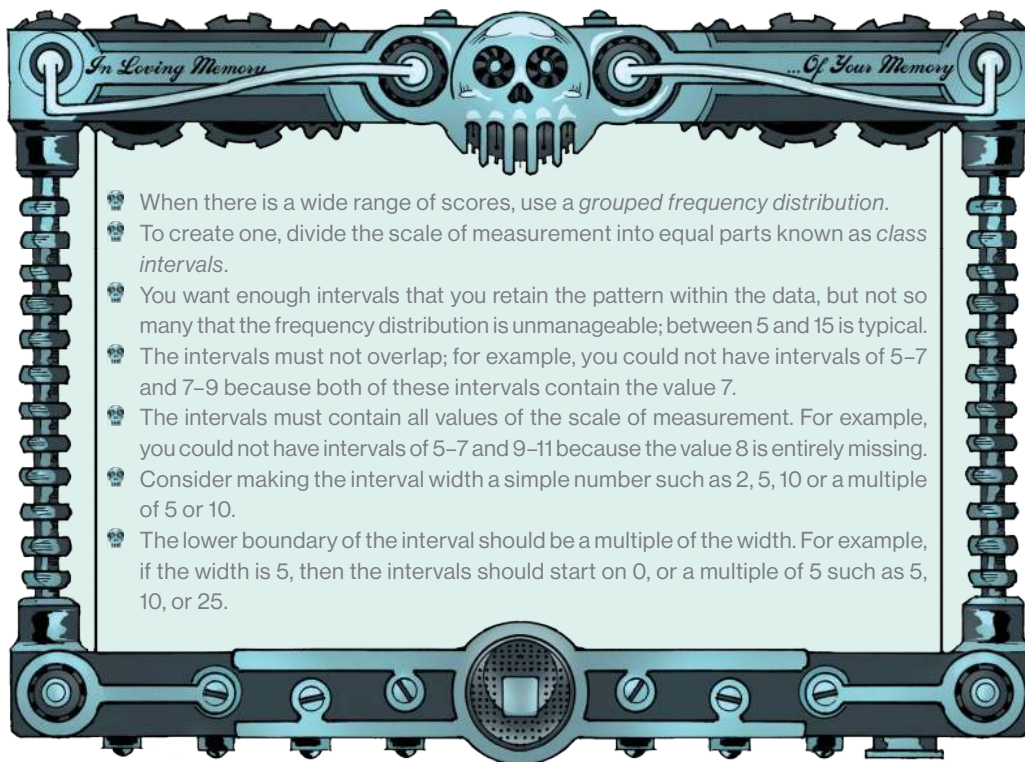 In Loving Memory
...Of Your Memory
When there is a wide range of scores, use a grouped frequency distribution.
To create one, divide the scale of measurement into equal parts known as class
intervals.
You want enough intervals that you retain the pattern within the data, but not so
many that the frequency distribution is unmanageable; between 5 and 15 is typical.
The intervals must not overlap; for example, you could not have intervals of 5–7
and 7–9 because both of these intervals contain the value 7.
The intervals must contain all values of the scale of measurement. For example,
you could not have intervals of 5–7 and 9–11 because the value 8 is entirely missing.
Consider making the interval width a simple number such as 2, 5, 10 or a multiple
of 5 or 10.
The lower boundary of the interval should be a multiple of the width. For example,
if the width is 5, then the intervals should start on 0, or a multiple of 5 such as 5,
10, or 25.